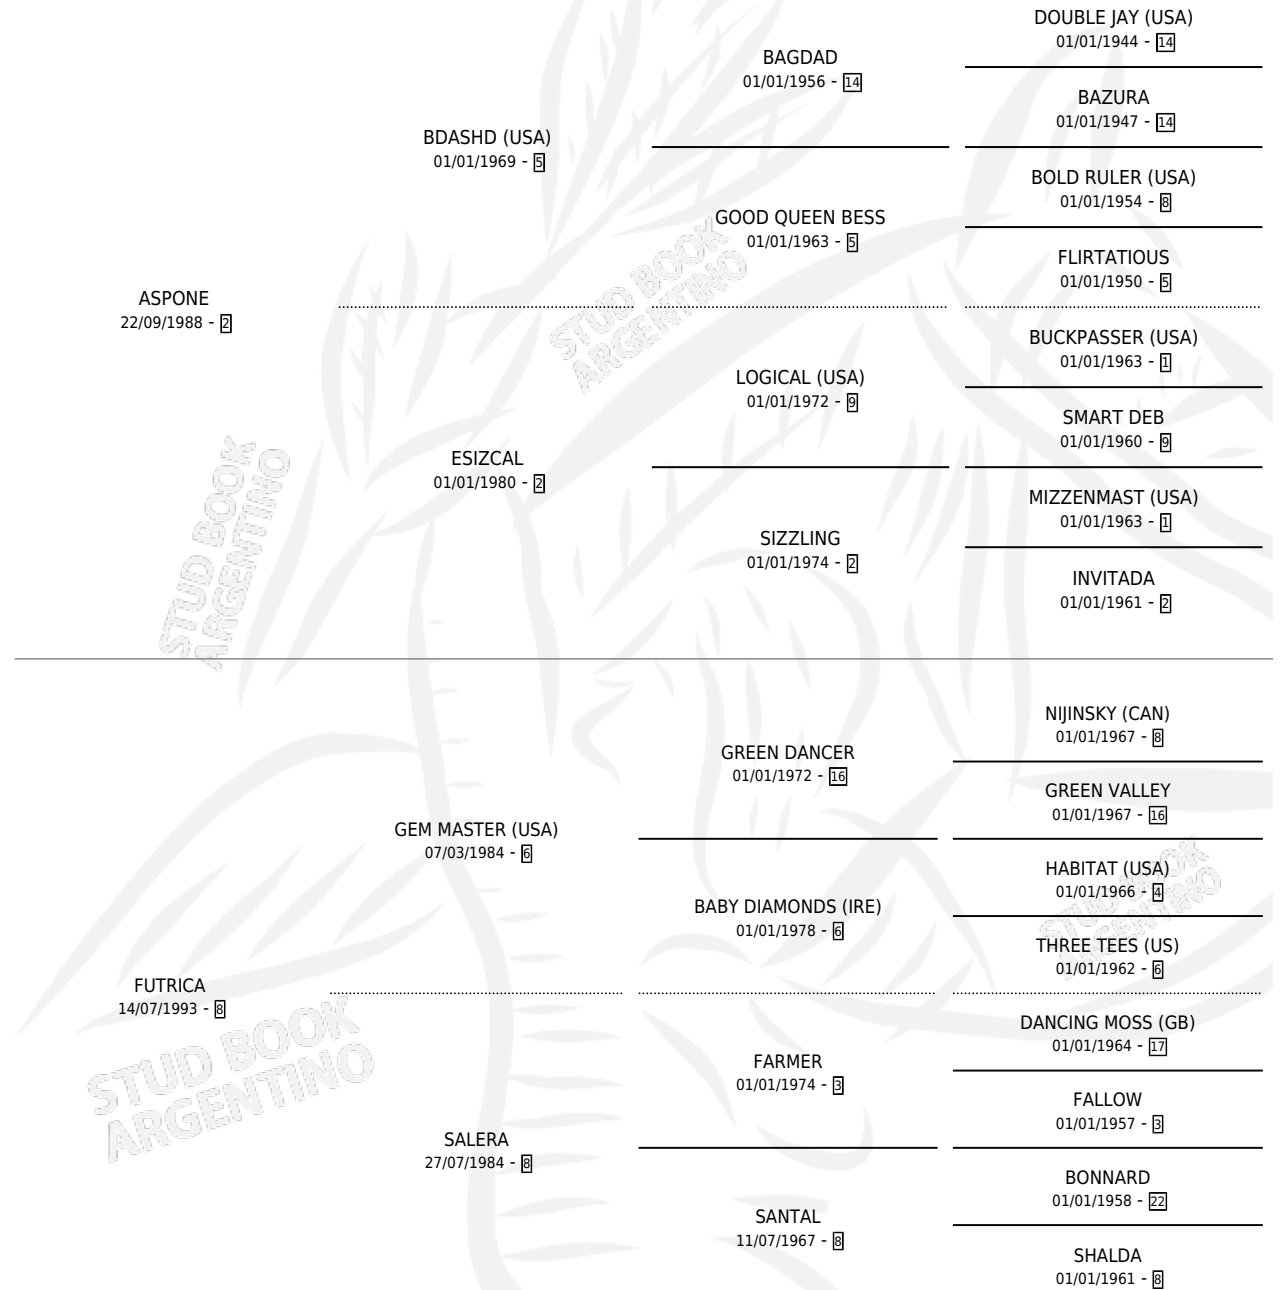 DOUBLE JAY (USA)
01/01/1944 - 14
BAGDAD
01/01/1956 - 14
BAZURA
01/01/1947 - 14
BDASHD (USA)
01/01/1969 - 5
BOLD RULER (USA)
01/01/1954 - 8
GOOD QUEEN BESS
01/01/1963 - 5
FLIRTATIOUS
01/01/1950 - 5
ASPONE
22/09/1988 - 2
STUD BOOK
ARGENTINO
BUCKPASSER (USA)
01/01/1963 - 1
LOGICAL (USA)
01/01/1972 - 9
SMART DEB
01/01/1960 - 9
ESIZCAL
01/01/1980 - 2
MIZZENMAST (USA)
01/01/1963 - 1
SIZZLING
01/01/1974 - 2
INVITADA
01/01/1961 - 2
STUD BOOK
ARGENTINO
NIJINSKY (CAN)
01/01/1967 - 8
GREEN DANCER
01/01/1972 - 16
GREEN VALLEY
01/01/1967 - 16
GEM MASTER (USA)
07/03/1984 - 6
HABITAT (USA)
01/01/1966 - 4
BABY DIAMONDS (IRE)
01/01/1978 - 6
STUD BOOK
ARGENTINO
THREE TEES (US)
01/01/1962 - 6
FUTRICA
14/07/1993 - 8
DANCING MOSS (GB)
01/01/1964 - 17
STUD BOOK
ARGENTINO
FARMER
01/01/1974 - 3
FALLOW
01/01/1957 - 3
SALERA
27/07/1984 - 8
BONNARD
01/01/1958 - 22
SANTAL
11/07/1967 - 8
SHALDA
01/01/1961 - 8